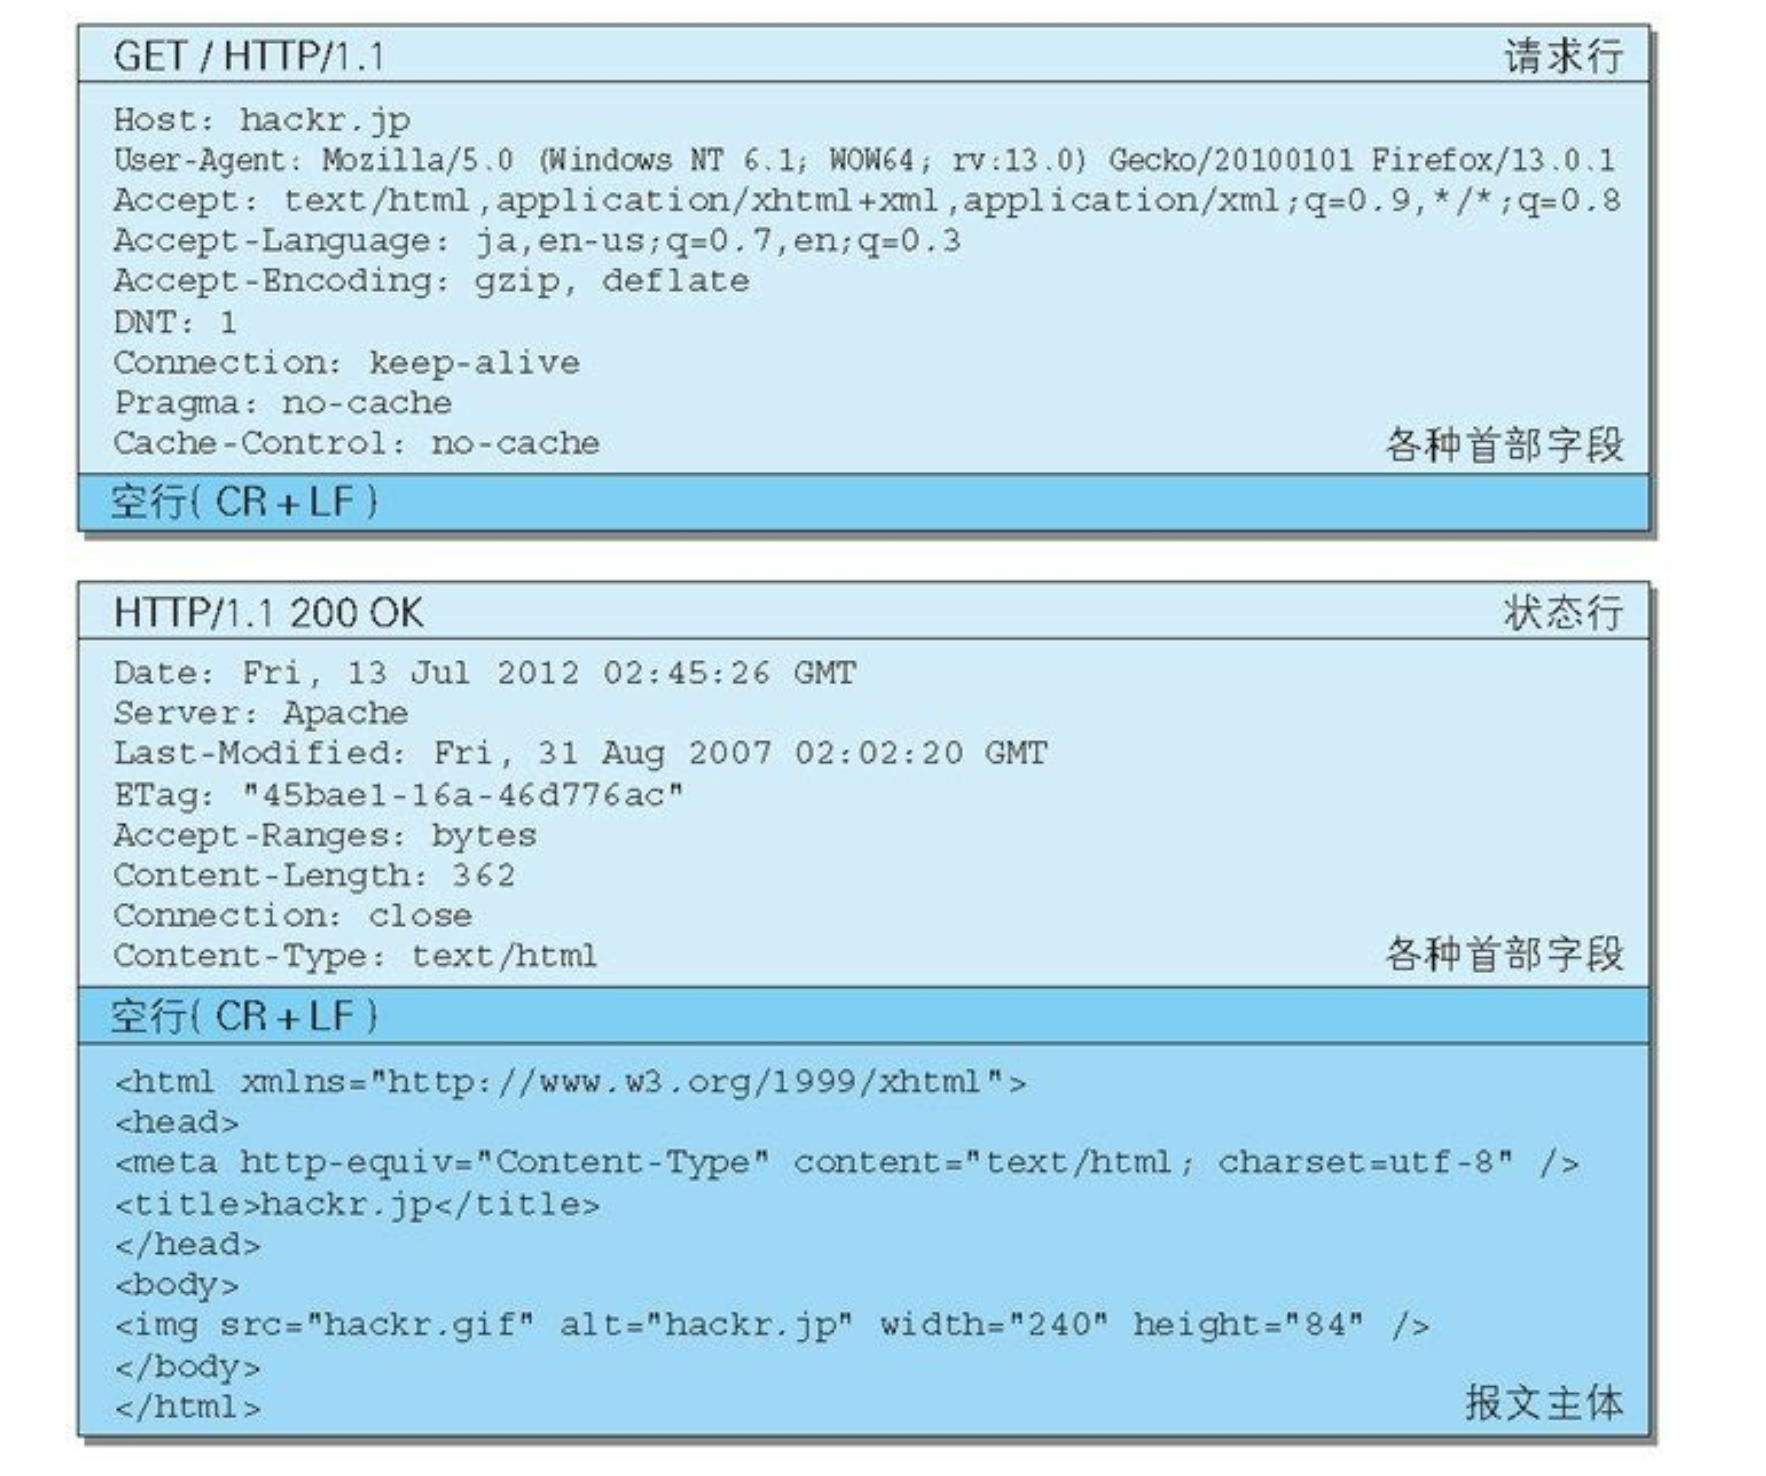 GET / HTTP/1.1 请求行
Host: hackr.jp
User-Agent: Mozilla/5.0 (Windows NT 6.1; WOW64; rv:13.0) Gecko/20100101 Firefox/13.0.1
Accept: text/html,application/xhtml+xml,application/xml;q=0.9,*/*;q=0.8
Accept-Language: ja,en-us;q=0.7,en;q=0.3
Accept-Encoding: gzip, deflate
DNT: 1
Connection: keep-alive
Pragma: no-cache
Cache-Control: no-cache 各种首部字段
空行( CR + LF )
HTTP/1.1 200 OK 状态行
Date: Fri, 13 Jul 2012 02:45:26 GMT
Server: Apache
Last-Modified: Fri, 31 Aug 2007 02:02:20 GMT
ETag: "45bae1-16a-46d776ac"
Accept-Ranges: bytes
Content-Length: 362
Connection: close
Content-Type: text/html 各种首部字段
空行( CR + LF )
<html xmlns="http://www.w3.org/1999/xhtml">
<head>
<meta http-equiv="Content-Type" content="text/html; charset=utf-8" />
<title>hackr.jp</title>
</head>
<body>
<img src="hackr.gif" alt="hackr.jp" width="240" height="84" />
</body>
</html> 报文主体